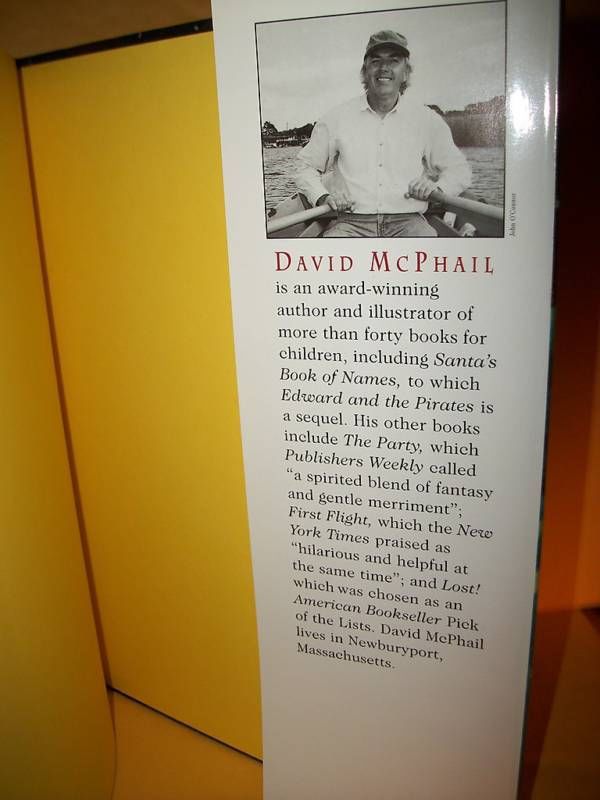 John O'Connor
DAVID MCPHAIL
is an award-winning
author and illustrator of
more than forty books for
children, including Santa's
Book of Names, to which
Edward and the Pirates is
a sequel. His other books
include The Party, which
Publishers Weekly called
“a spirited blend of fantasy
and gentle merriment”;
First Flight, which the New
York Times praised as
“hilarious and helpful at
the same time”; and Lost!
which was chosen as an
American Bookseller Pick
of the Lists. David McPhail
lives in Newburyport,
Massachusetts.